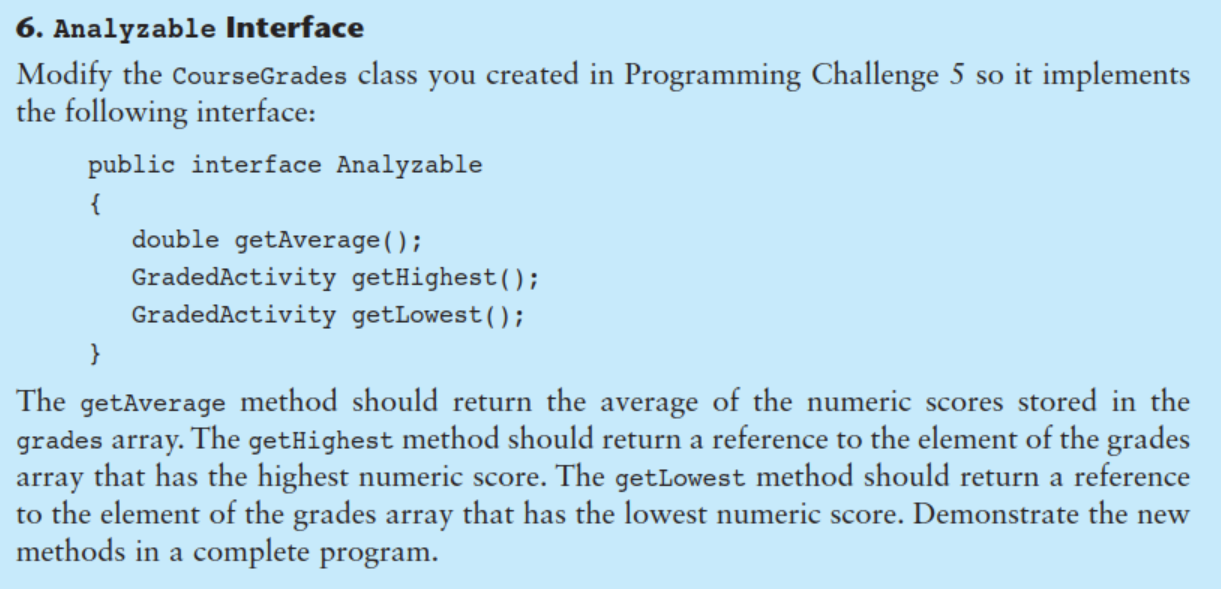 6. Analyzable Interface
Modify the CourseGrades class you created in Programming Challenge 5 so it implements
the following interface:
public interface Analyzable
{
double getAverage();
GradedActivity getHighest();
GradedActivity getLowest();
}
The getAverage method should return the average of the numeric scores stored in the
grades array. The getHighest method should return a reference to the element of the grades
array that has the highest numeric score. The getLowest method should return a reference
to the element of the grades array that has the lowest numeric score. Demonstrate the new
methods in a complete program.